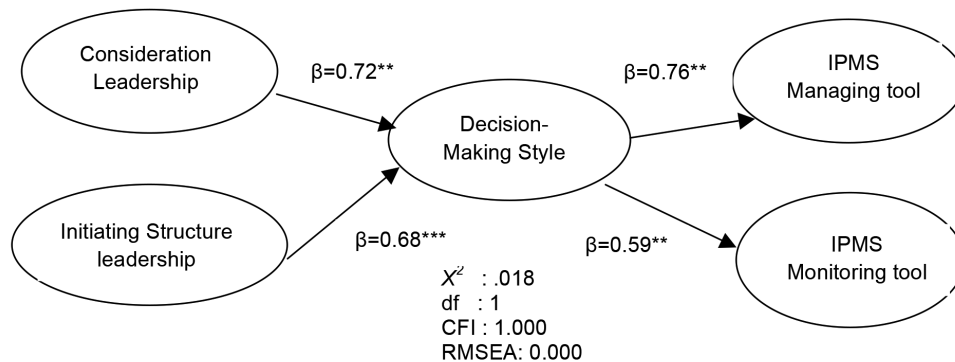 Consideration
Leadership
β=0.72**
Decision-
Making Style
β=0.76**
IPMS
Managing tool
Initiating Structure
leadership
β=0.68***
β=0.59**
IPMS
Monitoring tool
X² : .018
df : 1
CFI : 1.000
RMSEA: 0.000